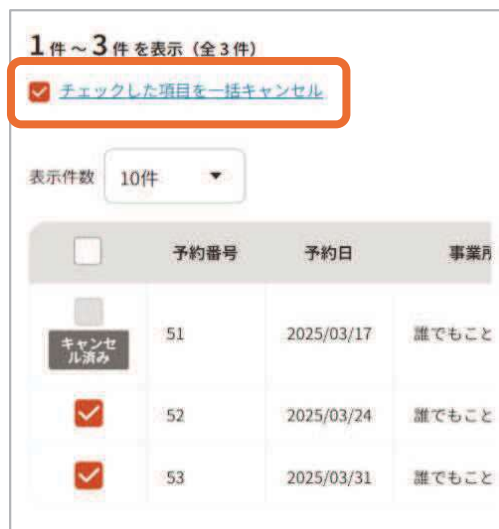 1件～3件を表示（全3件）
チェックした項目を一括キャンセル
表示件数 10件
予約番号 予約日 事業所
キャンセル済み 51 2025/03/17 誰でもこと
52 2025/03/24 誰でもこと
53 2025/03/31 誰でもこと